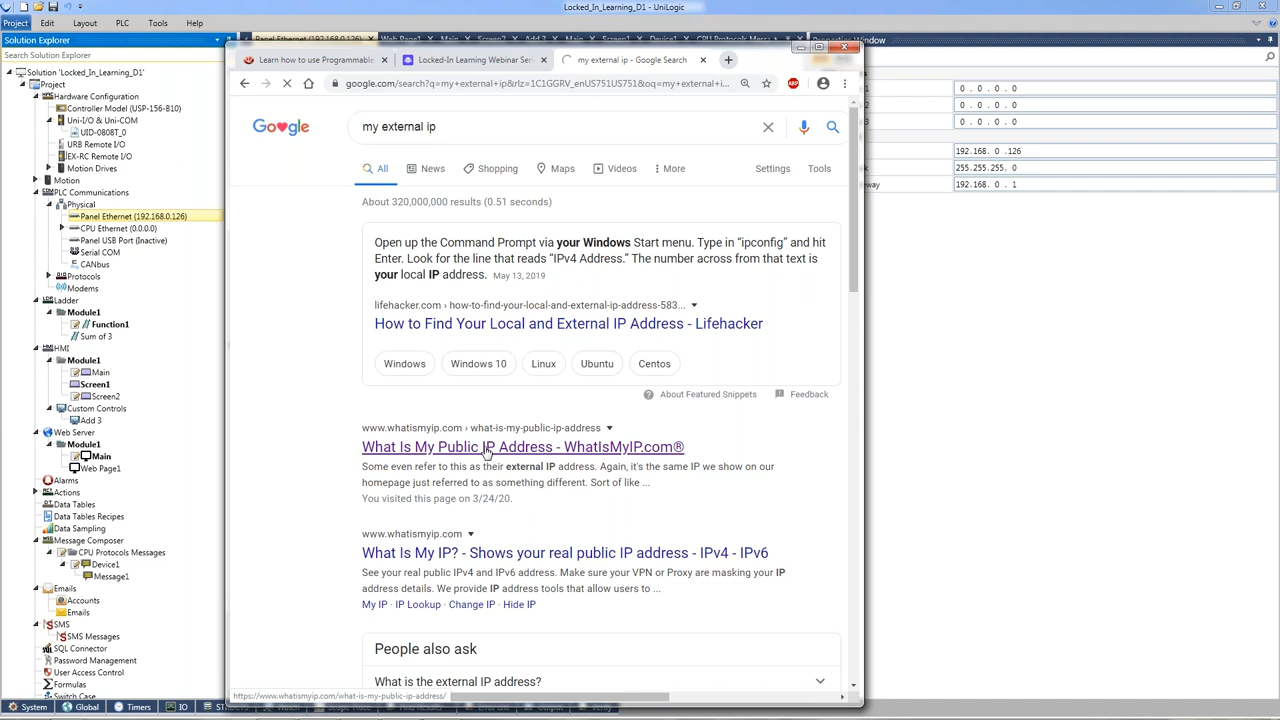 Locked_In_Learning_D1 - UniLogic
Project Edit Layout PLC Tools Help
Solution Explorer
Search Solution Explorer
Solution 'Locked_In_Learning_D1'
Project
Hardware Configuration
Controller Model (USP-156-B10)
Uni-I/O & Uni-COM
UID-0808T_0
URB Remote I/O
EX-RC Remote I/O
Motion Drives
Motion
PLC Communications
Physical
Panel Ethernet (192.168.0.126)
CPU Ethernet (0.0.0.0)
Panel USB Port (Inactive)
Serial COM
CANbus
Protocols
Modems
Ladder
Module1
Function1
Sum of 3
HMI
Module1
Main
Screen1
Screen2
Custom Controls
Add 3
Web Server
Module1
Main
Web Page1
Alarms
Actions
Data Tables
Data Tables Recipes
Data Sampling
Message Composer
CPU Protocols Messages
Device1
Message1
Emails
Accounts
Emails
SMS
SMS Messages
SQL Connector
Password Management
User Access Control
Formulas
Switch Case
System Global Timers IO
Learn how to use Programmable
Locked-In Learning Webinar Ser
my external ip - Google Search
google.com/search?q=my+external+ip&rlz=1C1GGRV_enUS751US751&oq=my+external+i...
ABP
Google
my external ip
All News Shopping Maps Videos More Settings Tools
About 320,000,000 results (0.51 seconds)
Open up the Command Prompt via your Windows Start menu. Type in “ipconfig” and hit
Enter. Look for the line that reads “IPv4 Address.” The number across from that text is
your local IP address. May 13, 2019
lifehacker.com › how-to-find-your-local-and-external-ip-address-583...
How to Find Your Local and External IP Address - Lifehacker
Windows Windows 10 Linux Ubuntu Centos
About Featured Snippets Feedback
www.whatismyip.com › what-is-my-public-ip-address
What Is My Public IP Address - WhatIsMyIP.com®
Some even refer to this as their external IP address. Again, it's the same IP we show on our
homepage just referred to as something different. Sort of like ...
You visited this page on 3/24/20.
www.whatismyip.com
What Is My IP? - Shows your real public IP address - IPv4 - IPv6
See your real public IPv4 and IPv6 address. Make sure your VPN or Proxy are masking your IP
address details. We provide IP address tools that allow users to ...
My IP · IP Lookup · Change IP · Hide IP
People also ask
What is the external IP address?
https://www.whatismyip.com/what-is-my-public-ip-address/
0 . 0 . 0 . 0
0 . 0 . 0 . 0
0 . 0 . 0 . 0
192.168. 0 .126
255.255.255. 0
192.168. 0 . 1